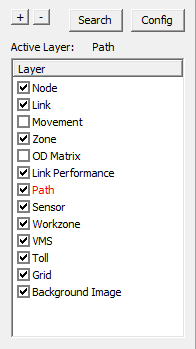 + - Search Config
Active Layer: Path
Layer
Node
Link
Movement
Zone
OD Matrix
Link Performance
Path
Sensor
Workzone
VMS
Toll
Grid
Background Image